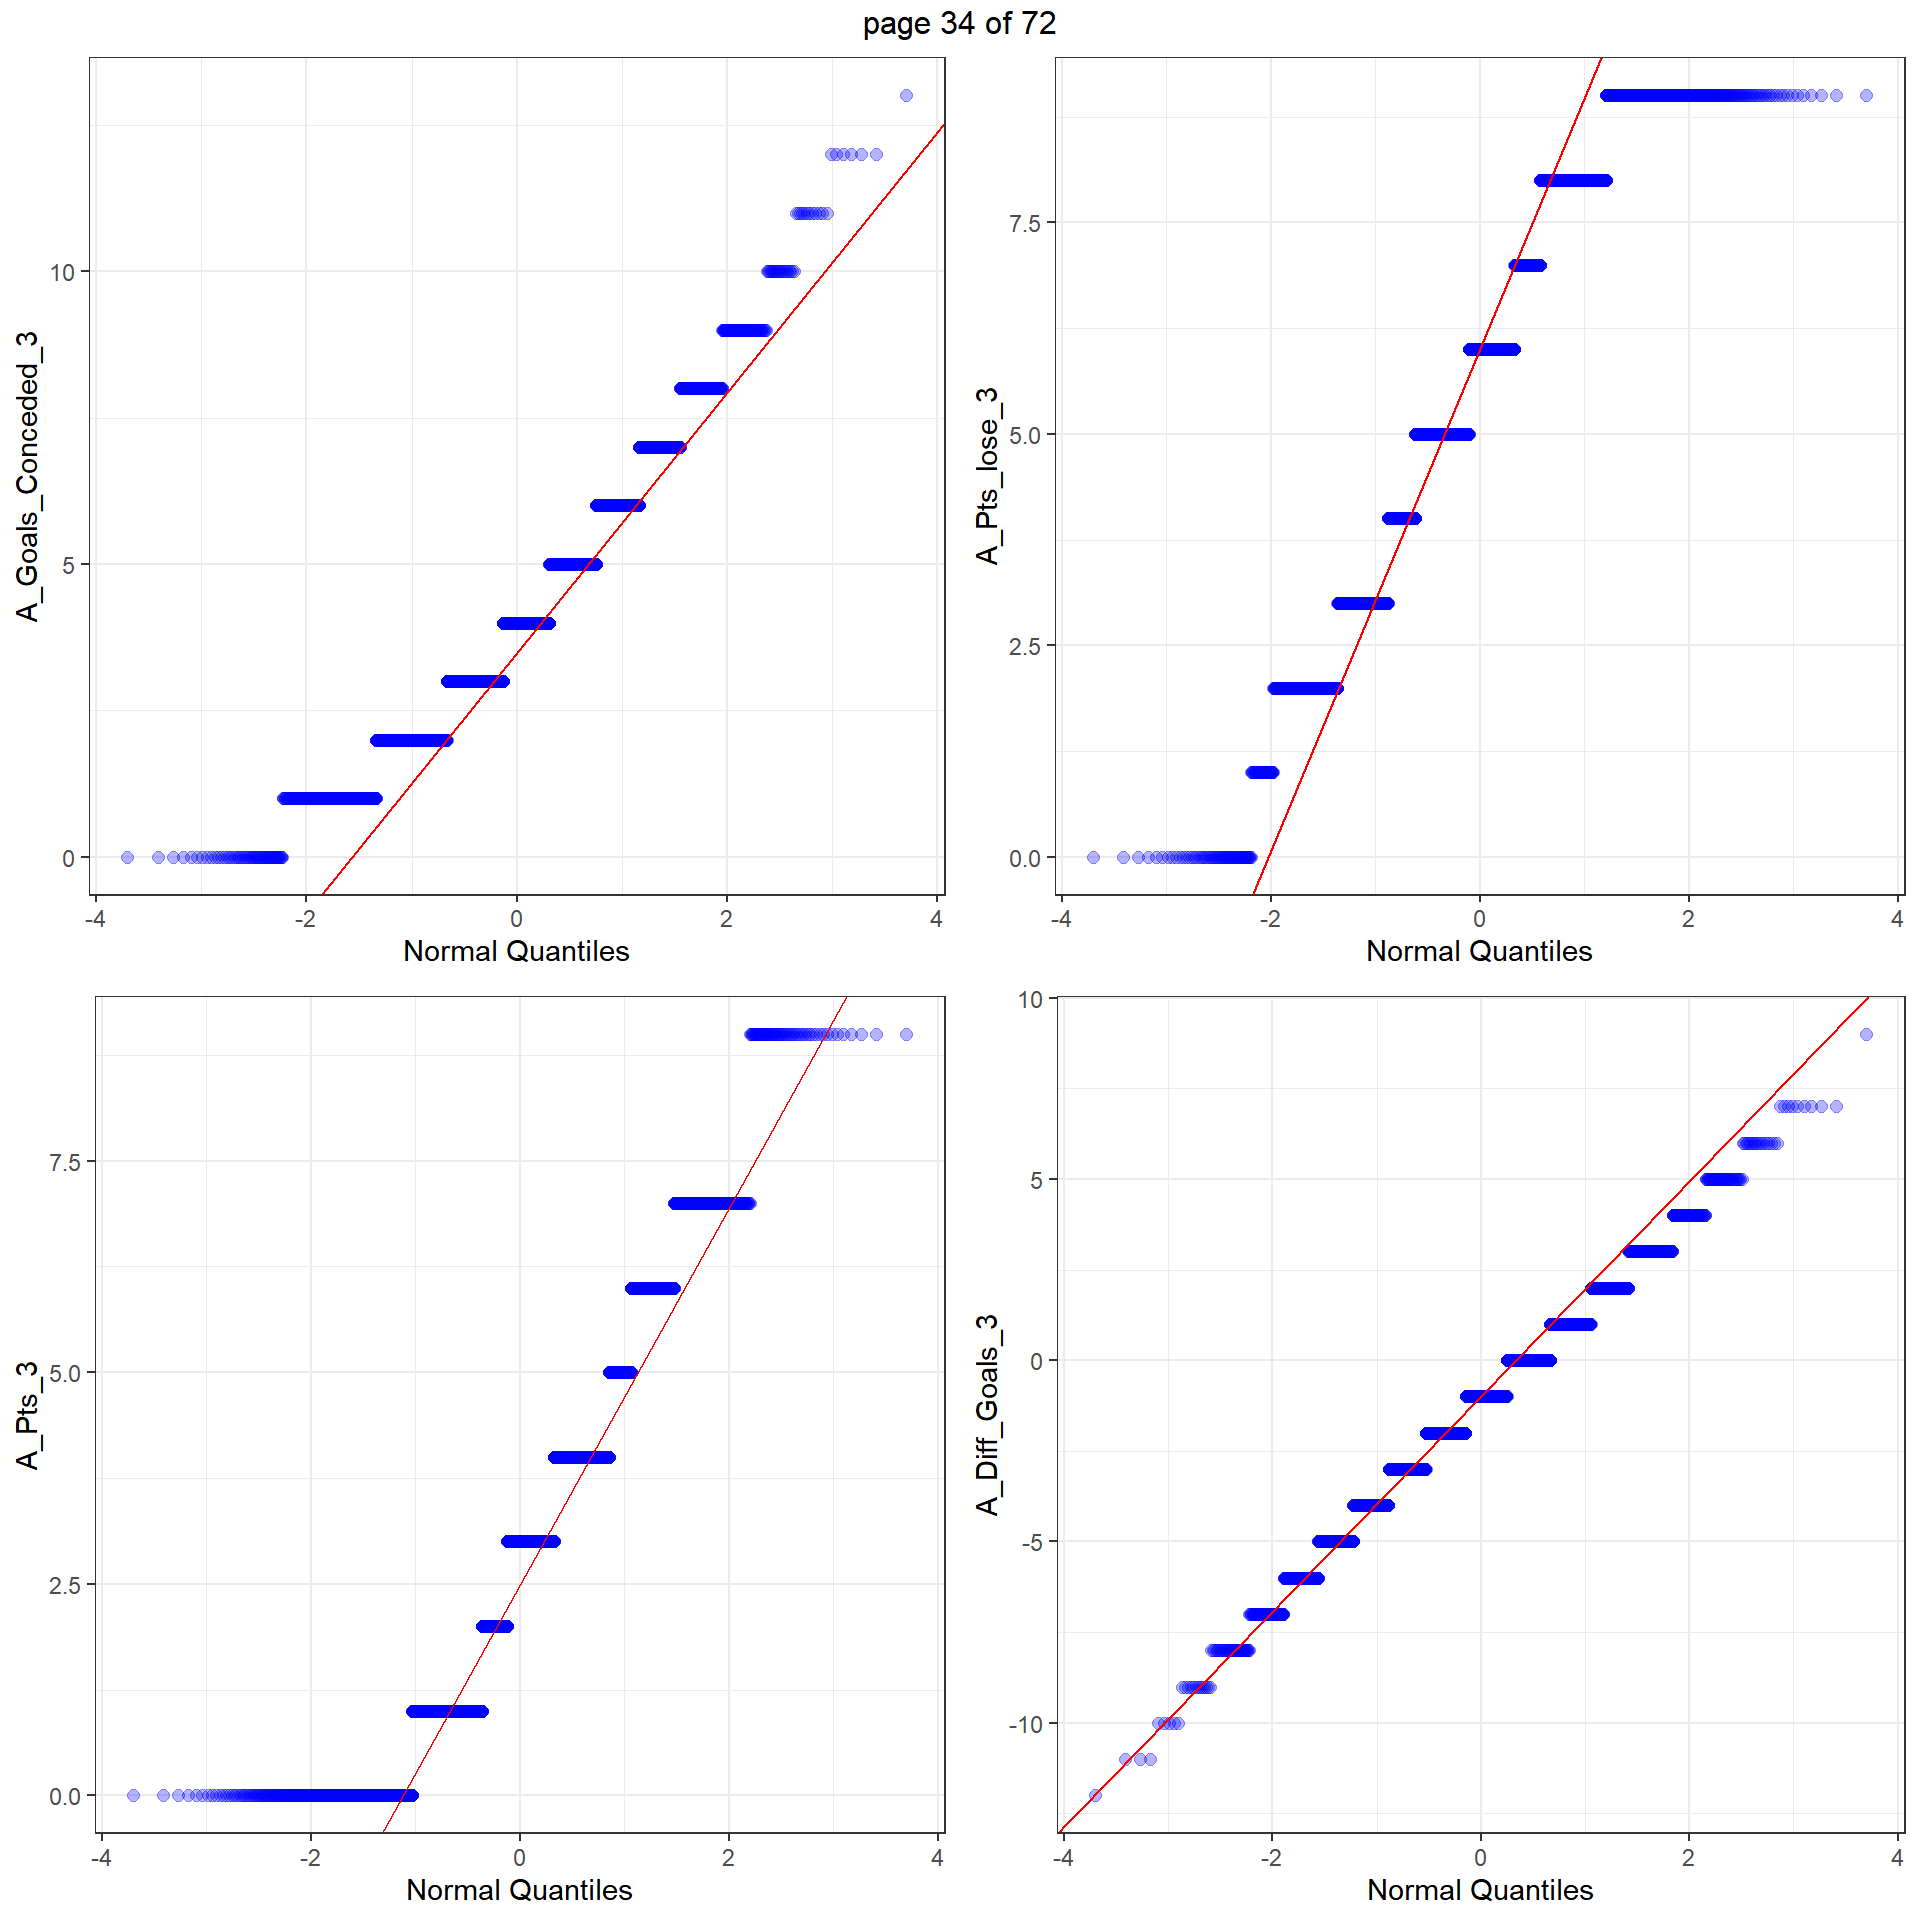 page 34 of 72
A_Goals_Conceded_3
10
5
0
-4 -2 0 2 4
Normal Quantiles
A_Pts_lose_3
7.5
5.0
2.5
0.0
-4 -2 0 2 4
Normal Quantiles
A_Pts_3
7.5
5.0
2.5
0.0
-4 -2 0 2 4
Normal Quantiles
A_Diff_Goals_3
10
5
0
-5
-10
-4 -2 0 2 4
Normal Quantiles